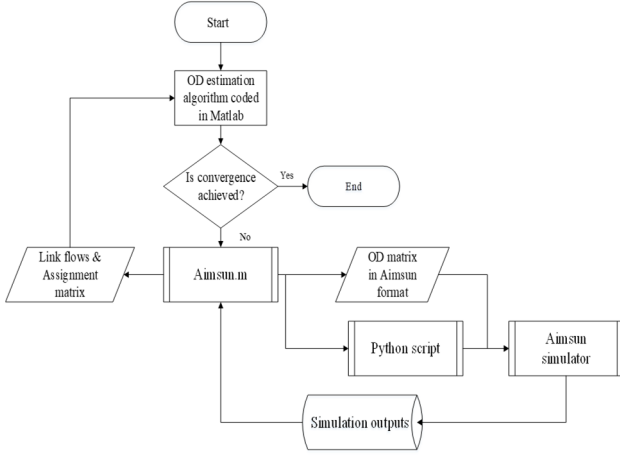 Start
OD estimation
algorithm coded
in Matlab
Is convergence
achieved?
Yes
End
No
Link flows &
Assignment
matrix
Aimsun.m
OD matrix
in Aimsun
format
Python script
Aimsun
simulator
Simulation outputs